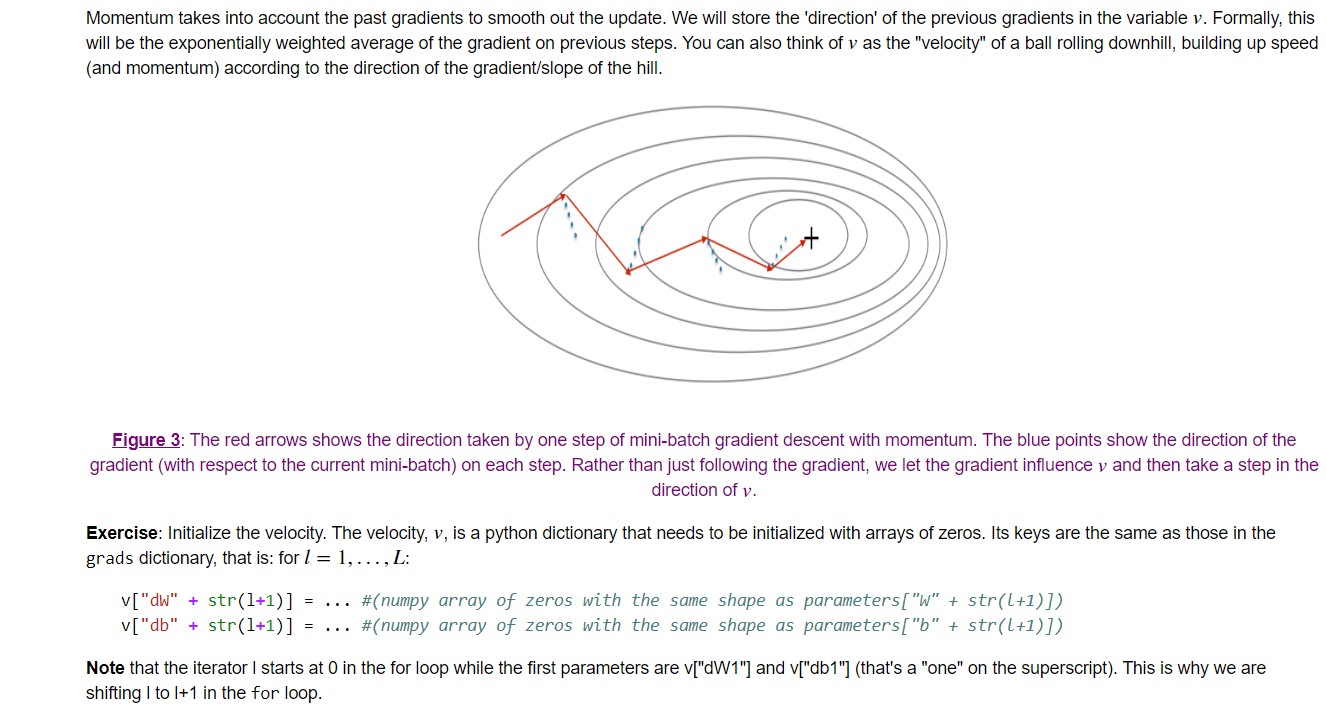 Momentum takes into account the past gradients to smooth out the update. We will store the 'direction' of the previous gradients in the variable v. Formally, this
will be the exponentially weighted average of the gradient on previous steps. You can also think of v as the "velocity" of a ball rolling downhill, building up speed
(and momentum) according to the direction of the gradient/slope of the hill.
Figure 3: The red arrows shows the direction taken by one step of mini-batch gradient descent with momentum. The blue points show the direction of the
gradient (with respect to the current mini-batch) on each step. Rather than just following the gradient, we let the gradient influence v and then take a step in the
direction of v.
Exercise: Initialize the velocity. The velocity, v, is a python dictionary that needs to be initialized with arrays of zeros. Its keys are the same as those in the
grads dictionary, that is: for l = 1, . . . , L:
v["dW" + str(l+1)] = ... #(numpy array of zeros with the same shape as parameters["W" + str(l+1)])
v["db" + str(l+1)] = ... #(numpy array of zeros with the same shape as parameters["b" + str(l+1)])
Note that the iterator l starts at 0 in the for loop while the first parameters are v["dW1"] and v["db1"] (that's a "one" on the superscript). This is why we are
shifting l to l+1 in the for loop.